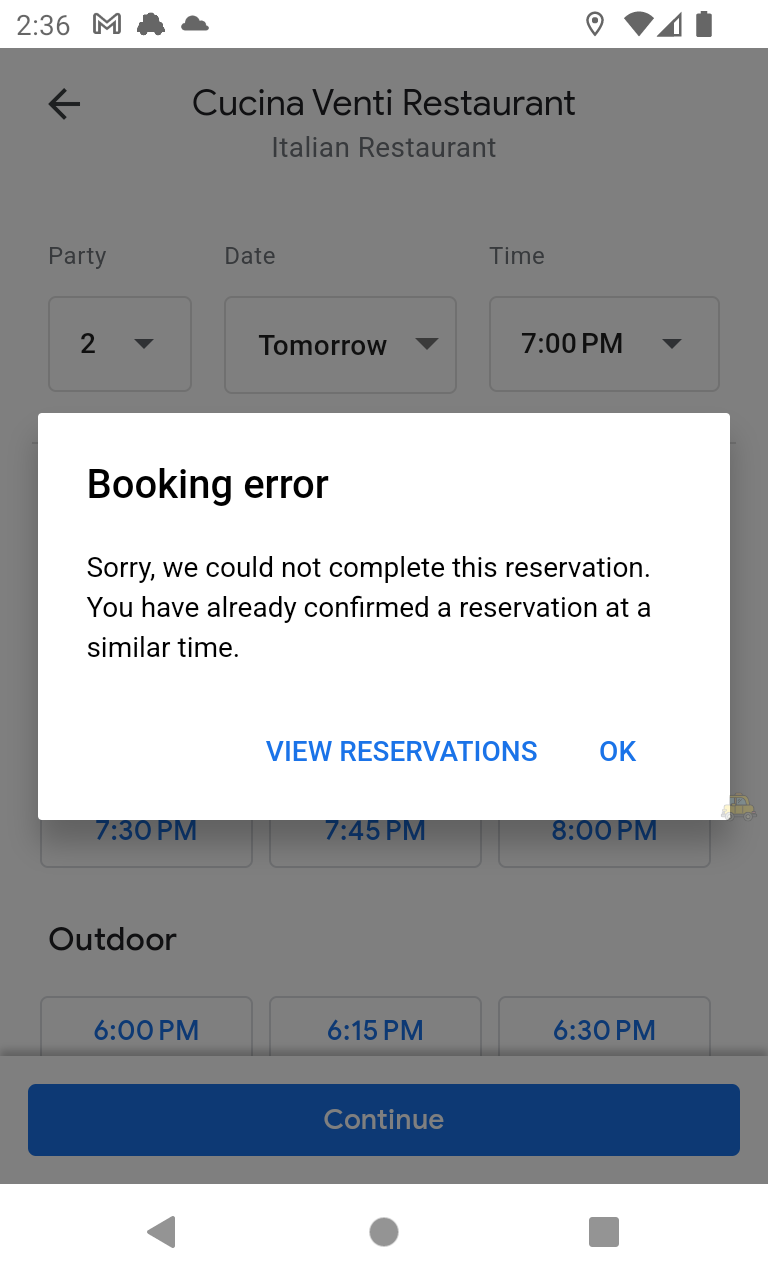 2:36
Cucina Venti Restaurant
Italian Restaurant
Party Date Time
2 Tomorrow 7:00 PM
Booking error
Sorry, we could not complete this reservation.
You have already confirmed a reservation at a
similar time.
VIEW RESERVATIONS OK
7:30 PM 7:45 PM 8:00 PM
Outdoor
6:00 PM 6:15 PM 6:30 PM
Continue